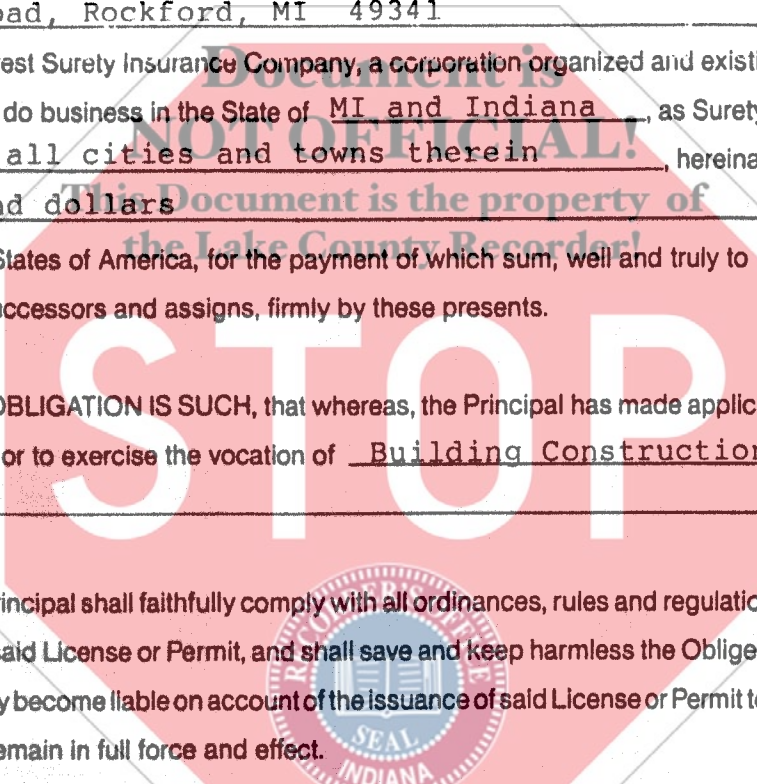 oad, Rockford, MI 49341
est Surety Insurance Company, a corporation organized and existi
Document is
do business in the State of MI and Indiana, as Surety
NOT OFFICIAL!
all cities and towns therein, hereina
This Document is the property of
nd dollars
the Lake County Recorder!
States of America, for the payment of which sum, well and truly to
uccessors and assigns, firmly by these presents.
STOP
OBLIGATION IS SUCH, that whereas, the Principal has made applic
or to exercise the vocation of Building Construction
rincipal shall faithfully comply with all ordinances, rules and regulatio
said License or Permit, and shall save and keep harmless the Oblige
y become liable on account of the issuance of said License or Permit to
emain in full force and effect.
RECORDER'S OFFICE
SEAL
INDIANA